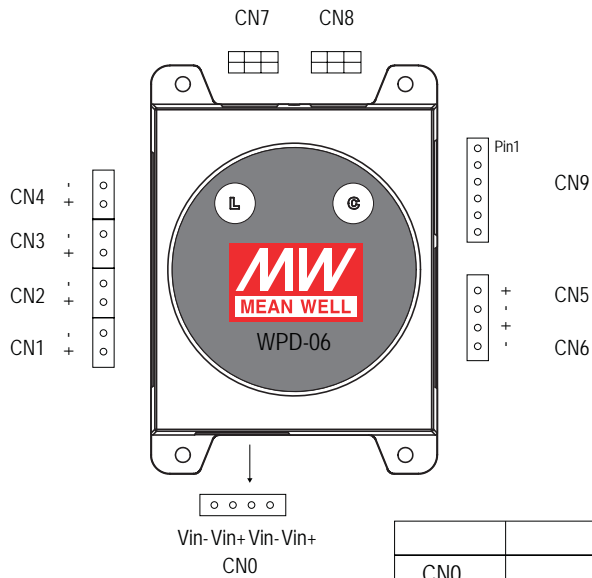 CN7 CN8
Pin1
CN9
CN4 - +
CN3 - +
CN2 - +
CN1 - +
L C
MW
MEAN WELL
WPD-06
+ CN5
-
+
- CN6
Vin- Vin+ Vin- Vin+
CN0
CN0